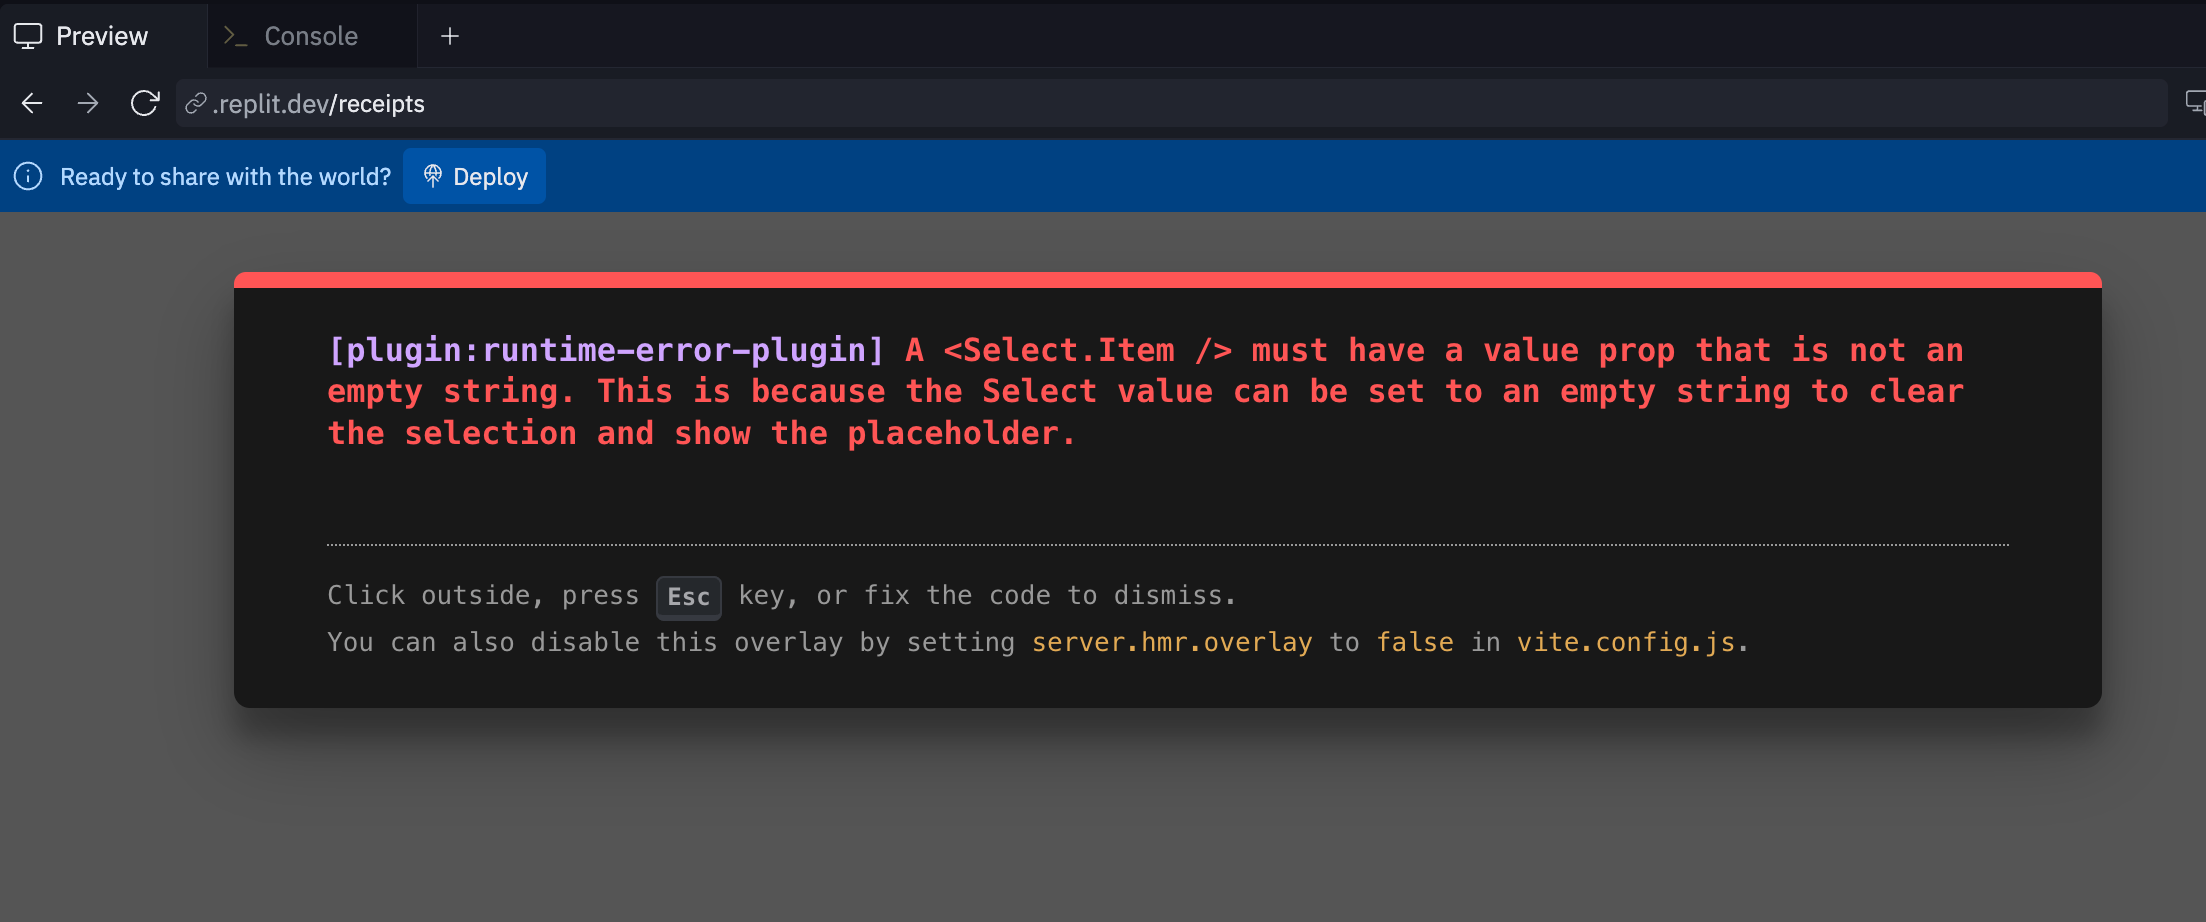 Preview
Console
.replit.dev/receipts
Ready to share with the world?
Deploy
[plugin:runtime-error-plugin] A <Select.Item /> must have a value prop that is not an
empty string. This is because the Select value can be set to an empty string to clear
the selection and show the placeholder.
Click outside, press Esc key, or fix the code to dismiss.
You can also disable this overlay by setting server.hmr.overlay to false in vite.config.js.